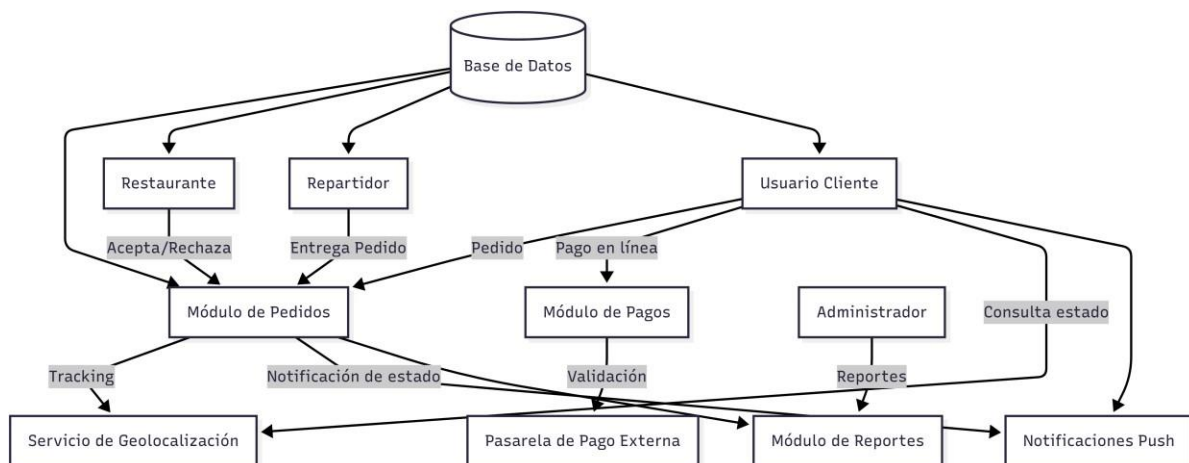 Base de Datos
Restaurante
Repartidor
Usuario Cliente
Acepta/Rechaza
Entrega Pedido
Pedido
Pago en línea
Módulo de Pedidos
Módulo de Pagos
Administrador
Consulta estado
Tracking
Notificación de estado
Validación
Reportes
Servicio de Geolocalización
Pasarela de Pago Externa
Módulo de Reportes
Notificaciones Push